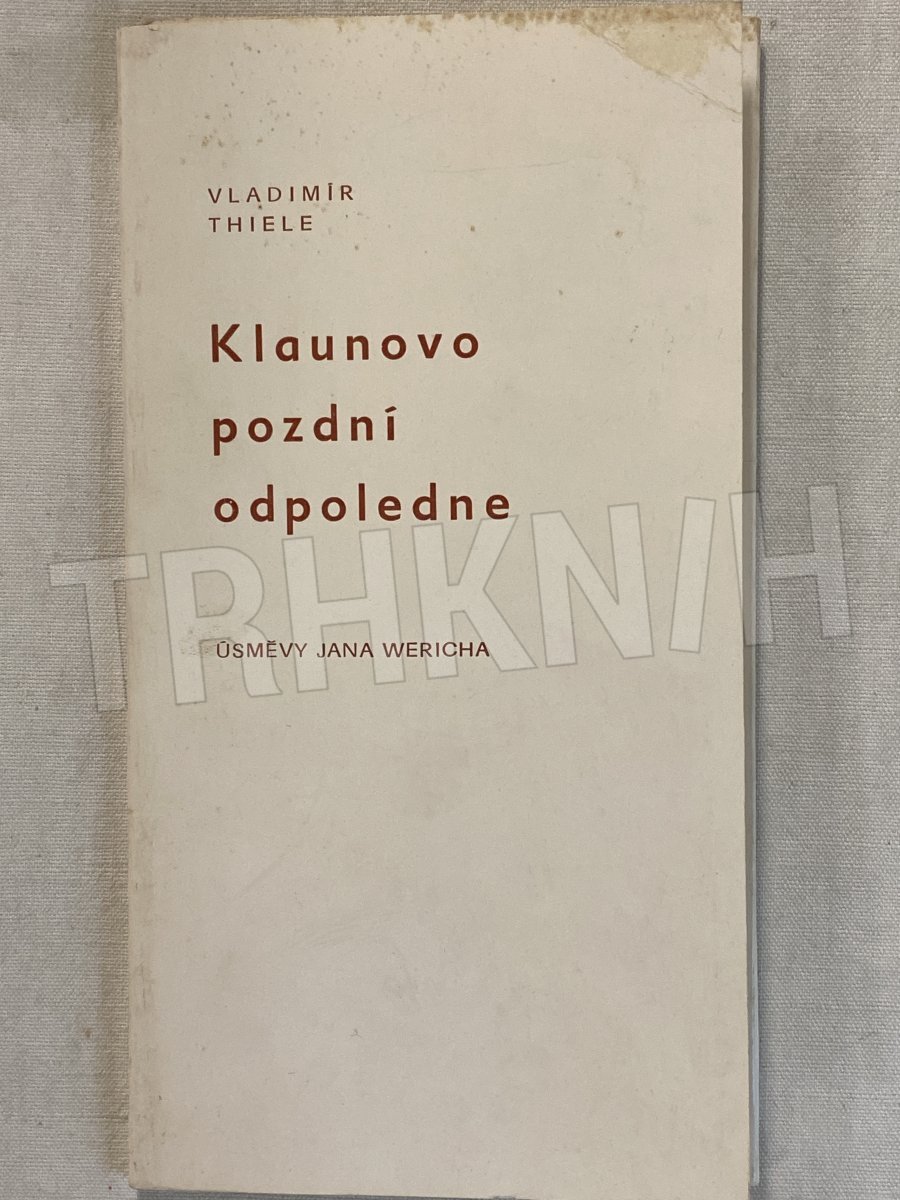 VLADIMÍR
THIELE
Klaunovo
pozdní
odpoledne
TRHKNIH
ÚSMĚVY JANA WERICHA